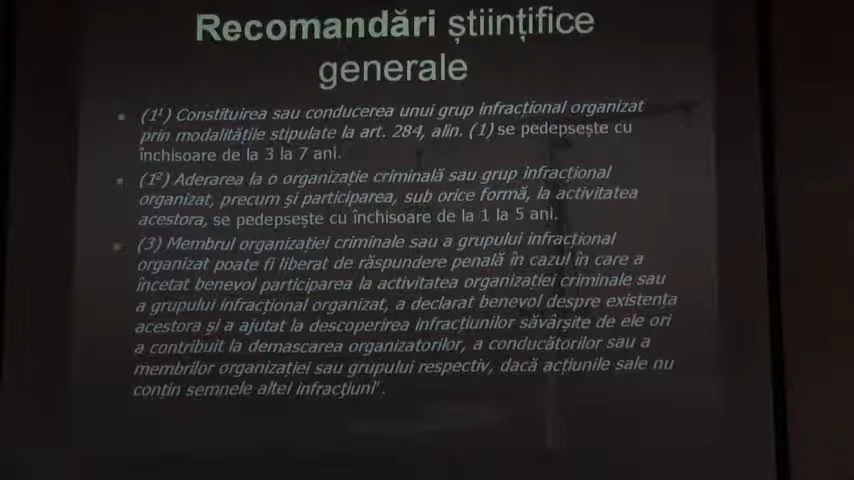 Recomandări științifice
generale
(1¹) Constituirea sau conducerea unui grup infracțional organizat
prin modalitățile stipulate la art. 284, alin. (1) se pedepsește cu
închisoare de la 3 la 7 ani.
(1²) Aderarea la o organizație criminală sau grup infracțional
organizat, precum şi participarea, sub orice formă, la activitatea
acestora, se pedepsește cu închisoare de la 1 la 5 ani.
(3) Membrul organizației criminale sau a grupului infracțional
organizat poate fi liberat de răspundere penală în cazul în care a
încetat benevol participarea la activitatea organizației criminale sau
a grupului infracțional organizat, a declarat benevol despre existența
acestora şi a ajutat la descoperirea infracțiunilor săvârșite de ele ori
a contribuit la demascarea organizatorilor, a conducătorilor sau a
membrilor organizației sau grupului respectiv, dacă acțiunile sale nu
conțin semnele altei infracţiuni".